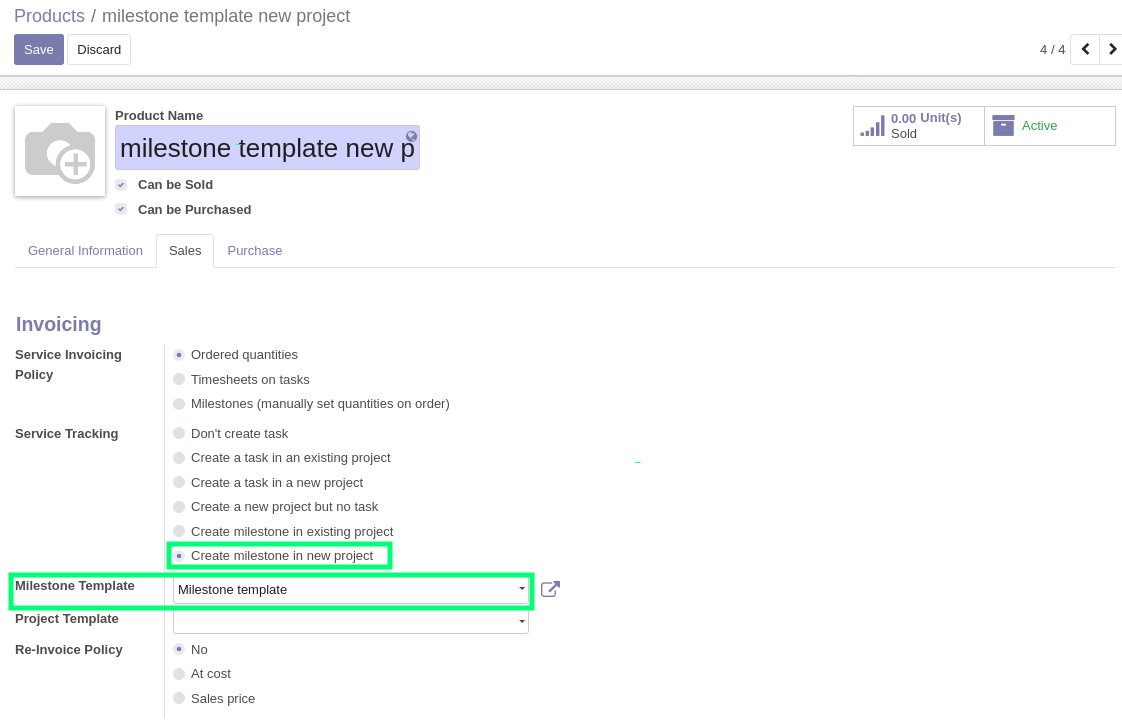 Products / milestone template new project
Save Discard
4 / 4
Product Name
milestone template new p
0.00 Unit(s)
Sold
Active
Can be Sold
Can be Purchased
General Information Sales Purchase
Invoicing
Service Invoicing
Policy
Ordered quantities
Timesheets on tasks
Milestones (manually set quantities on order)
Service Tracking
Don't create task
Create a task in an existing project
Create a task in a new project
Create a new project but no task
Create milestone in existing project
Create milestone in new project
Milestone Template Milestone template
Project Template
Re-Invoice Policy No
At cost
Sales price